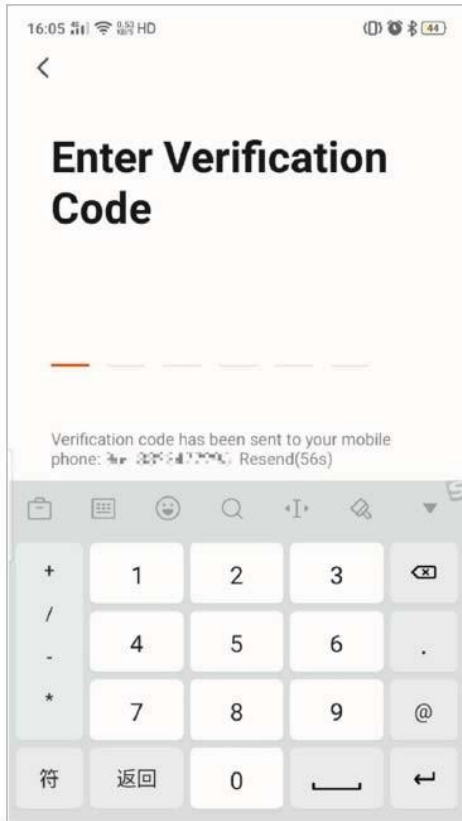 16:05 HD 44
Enter Verification
Code
Verification code has been sent to your mobile
phone: Resend(56s)
+ 1 2 3
/ 4 5 6 .
-
* 7 8 9 @
符 返回 0